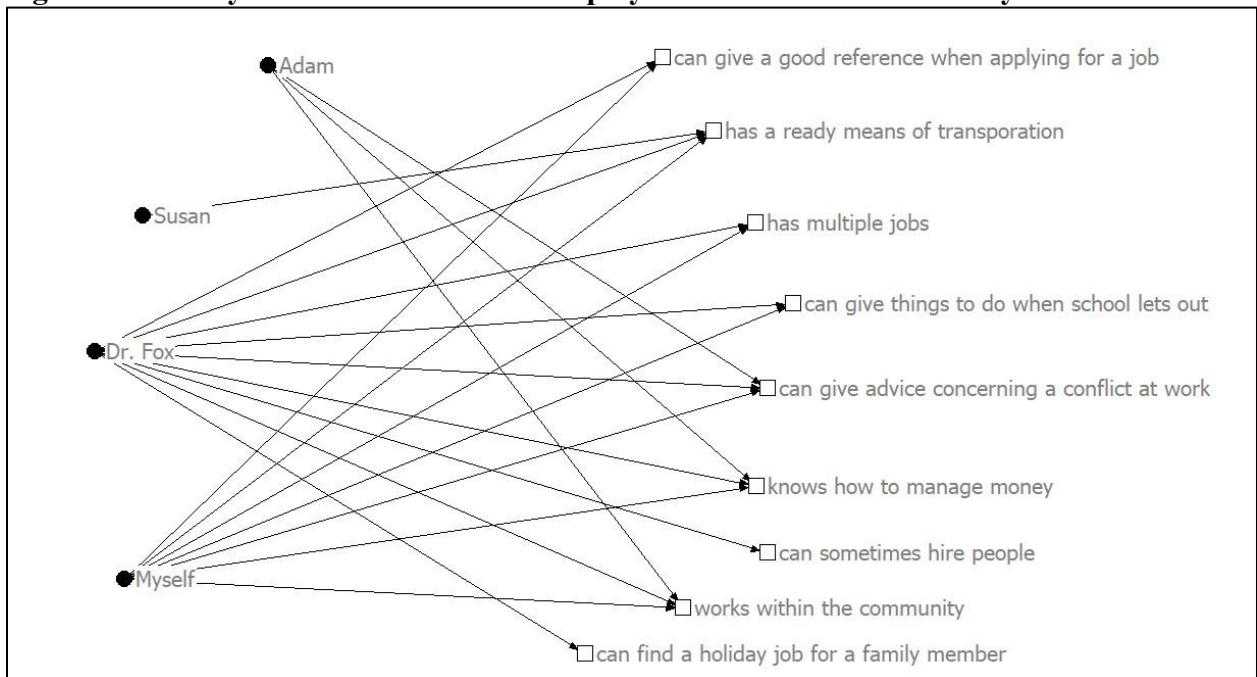 Adam
can give a good reference when applying for a job
has a ready means of transporation
Susan
has multiple jobs
can give things to do when school lets out
Dr. Fox
can give advice concerning a conflict at work
knows how to manage money
can sometimes hire people
Myself
works within the community
can find a holiday job for a family member